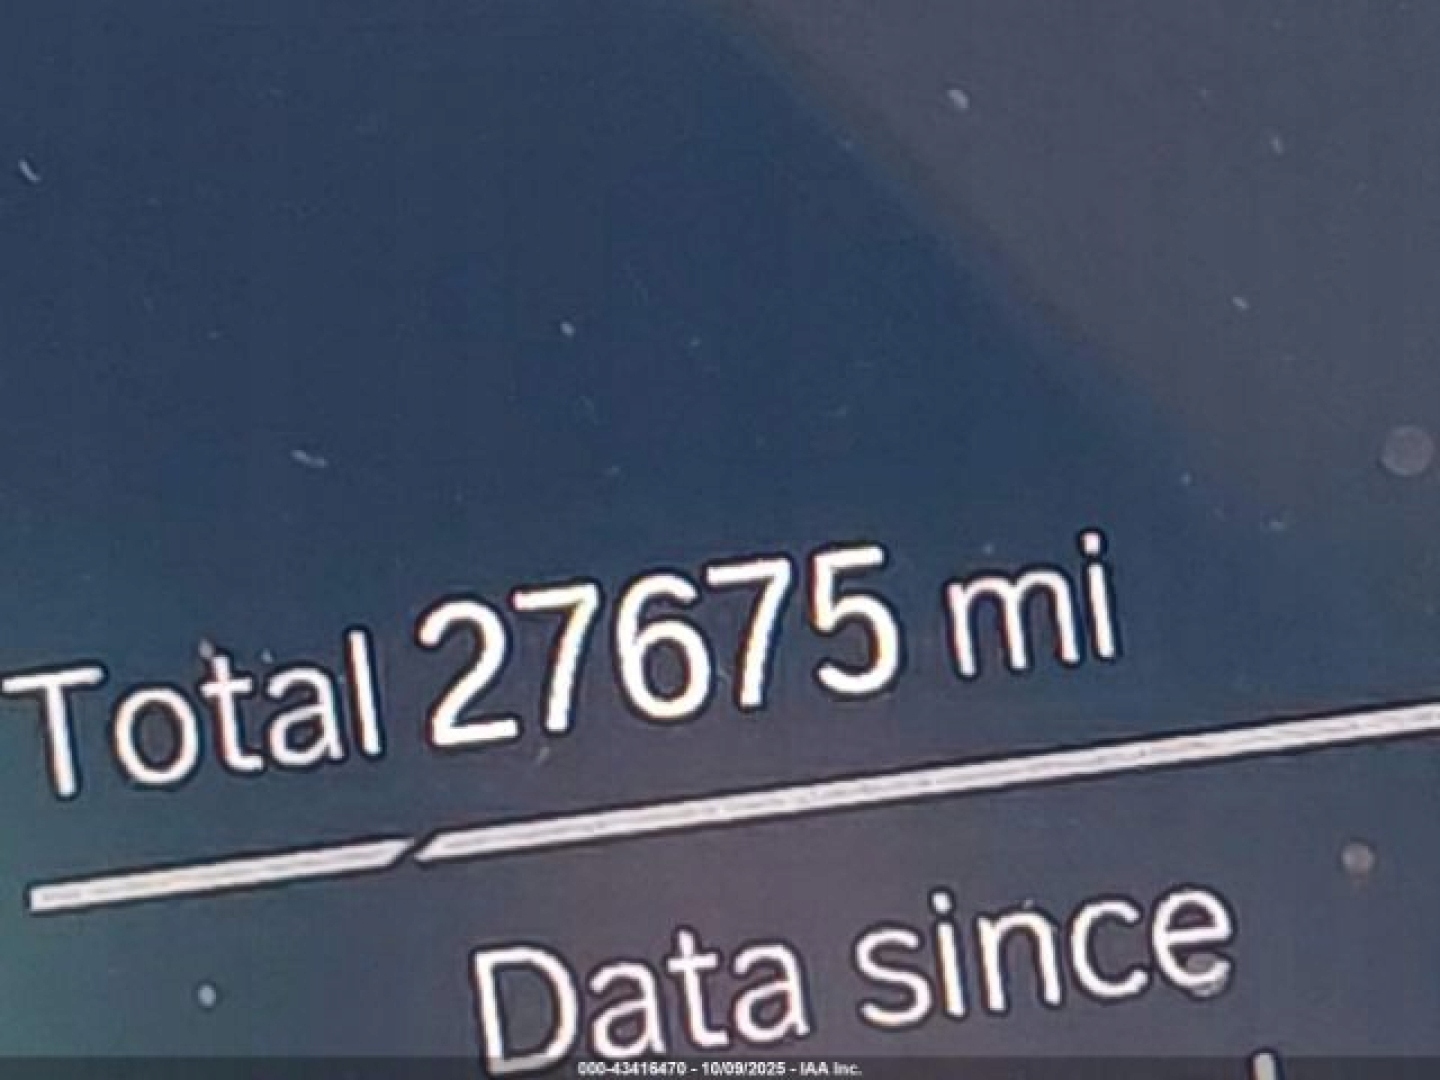 Total 27675 mi
Data since
000-43416470 - 10/09/2025 - IAA Inc.